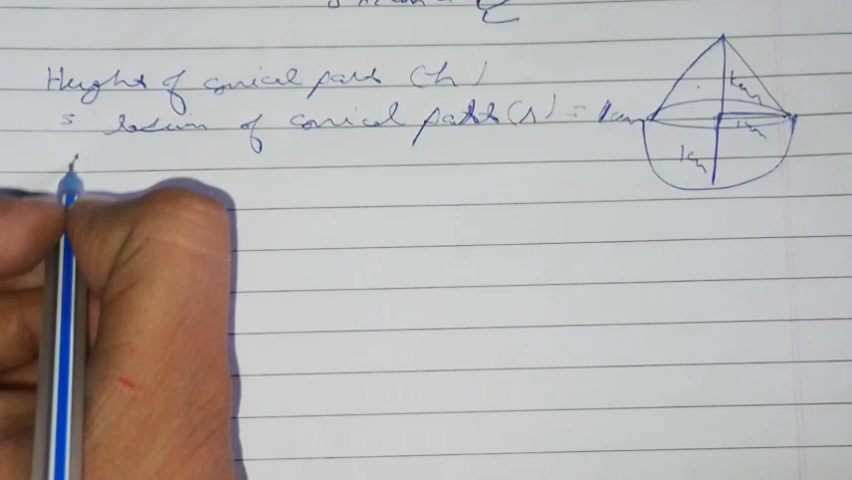 Height of conical part (h)
= radius of conical part (r) = 1cm
1cm
1cm
1cm